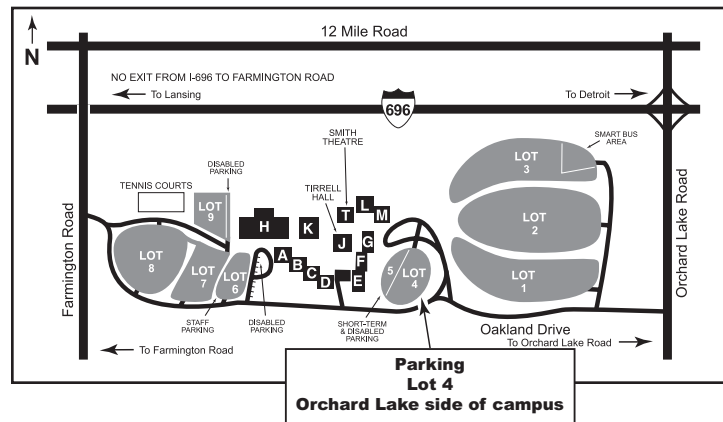 12 Mile Road
N
NO EXIT FROM I-696 TO FARMINGTON ROAD
To Lansing
To Detroit
696
SMITH
THEATRE
SMART BUS
AREA
DISABLED
PARKING
TIRRELL
HALL
LOT
3
TENNIS COURTS
LOT
9
L
T
M
H
K
J
G
LOT
2
LOT
8
LOT
7
LOT
6
A
B
C
D
F
E
5
LOT
4
LOT
1
STAFF
PARKING
DISABLED
PARKING
SHORT-TERM
& DISABLED
PARKING
Farmington Road
Orchard Lake Road
Oakland Drive
To Farmington Road
To Orchard Lake Road
Parking
Lot 4
Orchard Lake side of campus